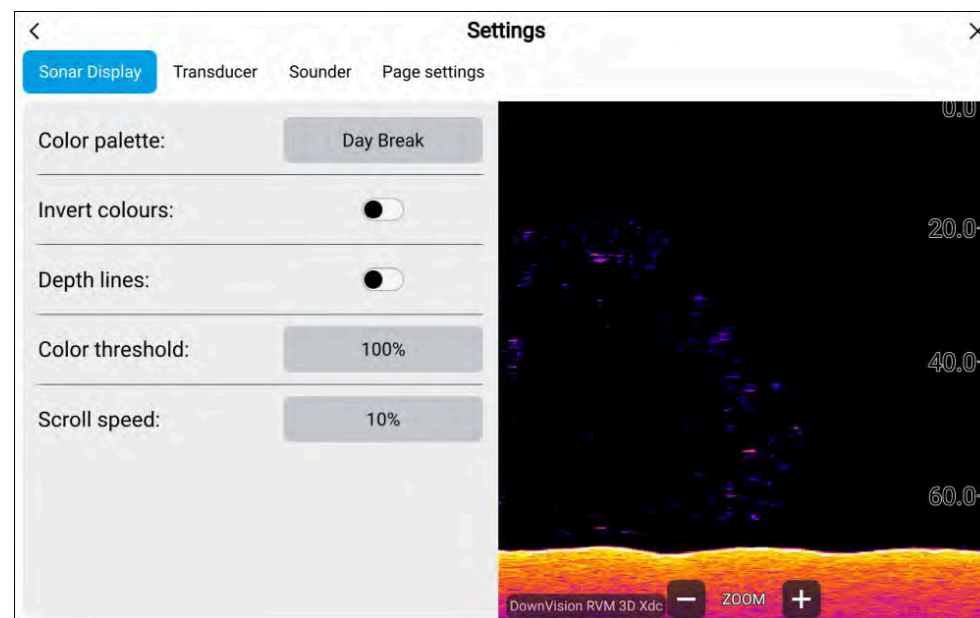 Settings
Sonar Display Transducer Sounder Page settings
Color palette: Day Break
Invert colours:
Depth lines:
Color threshold: 100%
Scroll speed: 10%
0.0
20.0
40.0
60.0
DownVision RVM 3D Xdc ZOOM